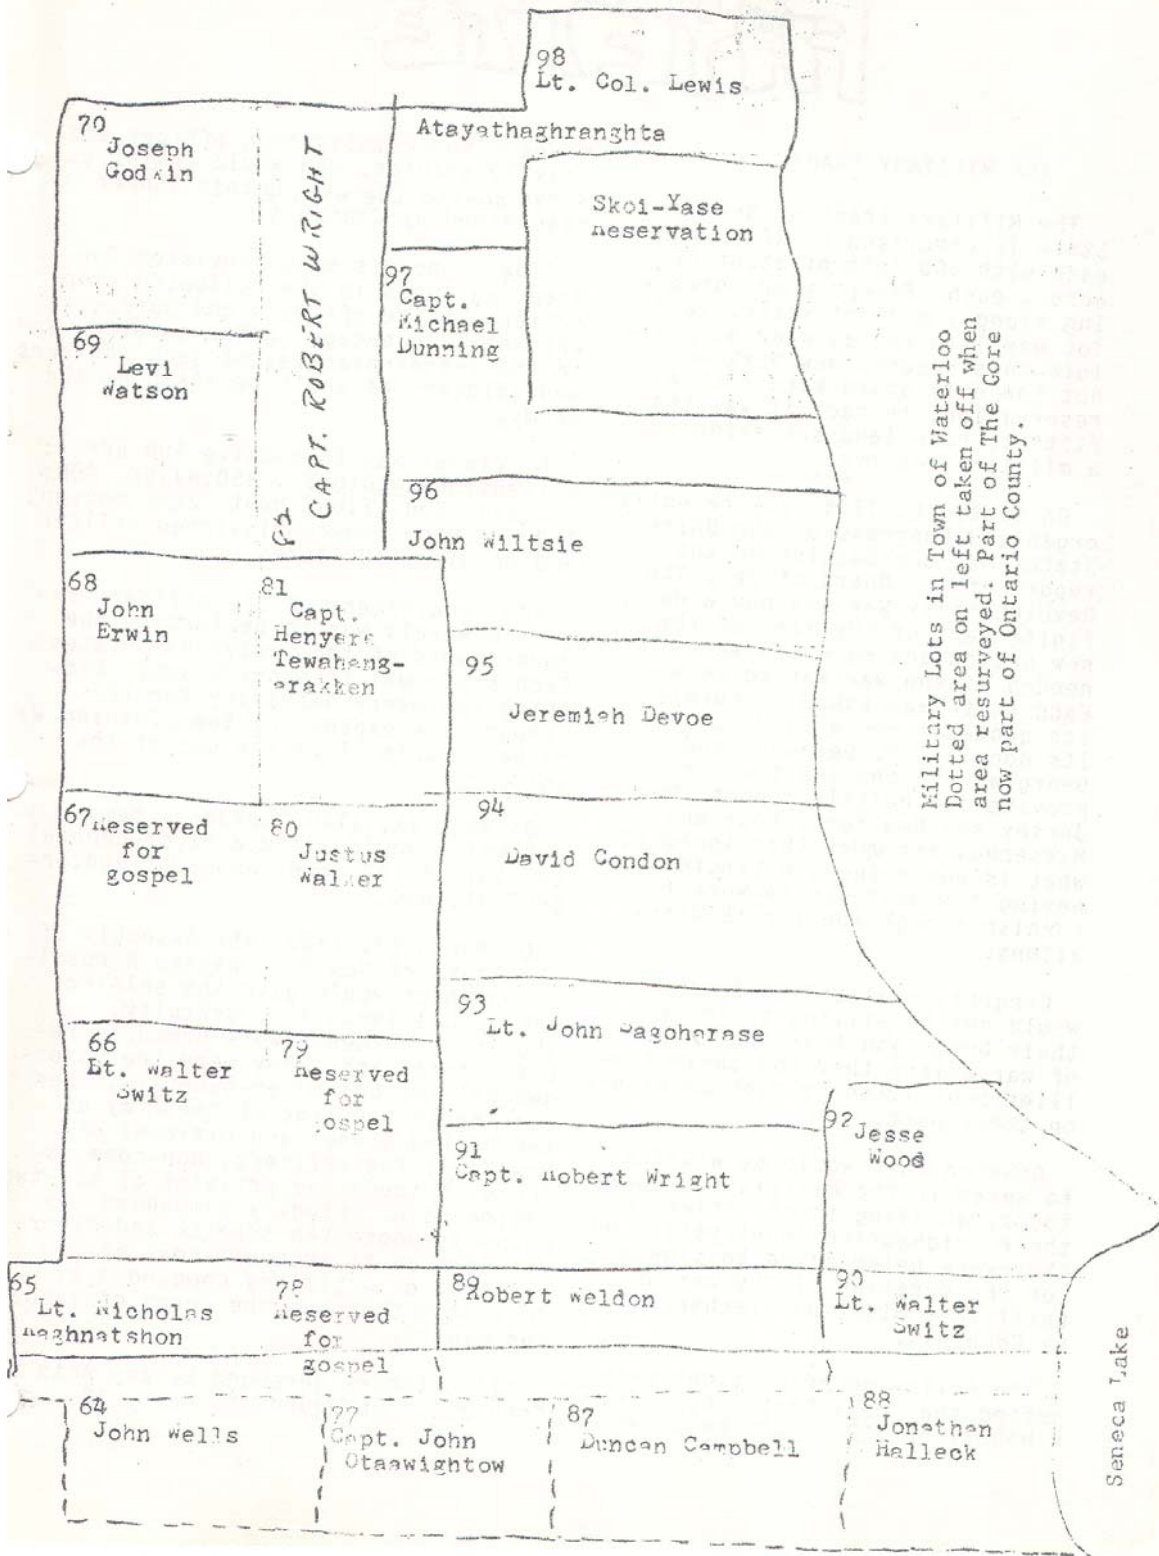 98
Lt. Col. Lewis
Atayathaghranghta
70
Joseph
Godkin
82
CAPT. ROBERT WRIGHT
Skoi-Yase
Reservation
97
Capt.
Michael
Dunning
69
Levi
Watson
96
John Wiltsie
Military Lots in Town of Waterloo
Dotted area on left taken off when
area resurveyed. Part of The Gore
now part of Ontario County.
68
John
Erwin
81
Capt.
Henyere
Tewahang-
arakken
95
Jeremiah Devoe
67 Reserved
for
gospel
80
Justus
Walker
94
David Condon
93
Lt. John Sagoharase
66
Lt. Walter
Switz
79
Reserved
for
gospel
92 Jesse
Wood
91
Capt. Robert Wright
65
Lt. Nicholas
Kaghnatshon
78
Reserved
for
gospel
89 Robert Weldon
90
Lt. Walter
Switz
Seneca Lake
64
John Wells
77
Capt. John
Otaawightow
87
Duncan Campbell
88
Jonathan
Halleck